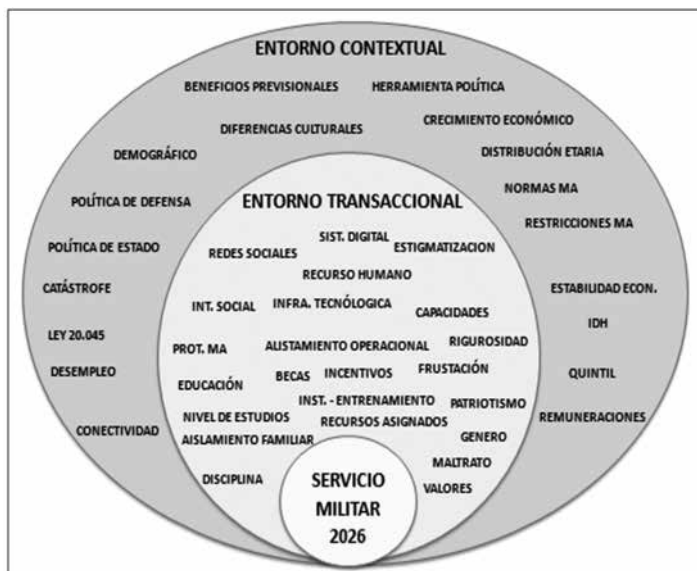 ENTORNO CONTEXTUAL
BENEFICIOS PREVISIONALES
HERRAMIENTA POLÍTICA
CRECIMIENTO ECONÓMICO
DIFERENCIAS CULTURALES
DEMOGRÁFICO
DISTRIBUCIÓN ETARIA
NORMAS MA
POLÍTICA DE DEFENSA
RESTRICCIONES MA
POLÍTICA DE ESTADO
CATÁSTROFE
ESTABILIDAD ECON.
IDH
LEY 20.045
DESEMPLEO
QUINTIL
CONECTIVIDAD
REMUNERACIONES
ENTORNO TRANSACCIONAL
SIST. DIGITAL
REDES SOCIALES
ESTIGMATIZACION
RECURSO HUMANO
INT. SOCIAL
INFRA. TECNÓLOGICA
CAPACIDADES
PROT. MA
ALISTAMIENTO OPERACIONAL
RIGUROSIDAD
EDUCACIÓN
BECAS
INCENTIVOS
FRUSTACIÓN
INST. - ENTRENAMIENTO
PATRIOTISMO
NIVEL DE ESTUDIOS
RECURSOS ASIGNADOS
AISLAMIENTO FAMILIAR
GENERO
MALTRATO
DISCIPLINA
VALORES
SERVICIO
MILITAR
2026